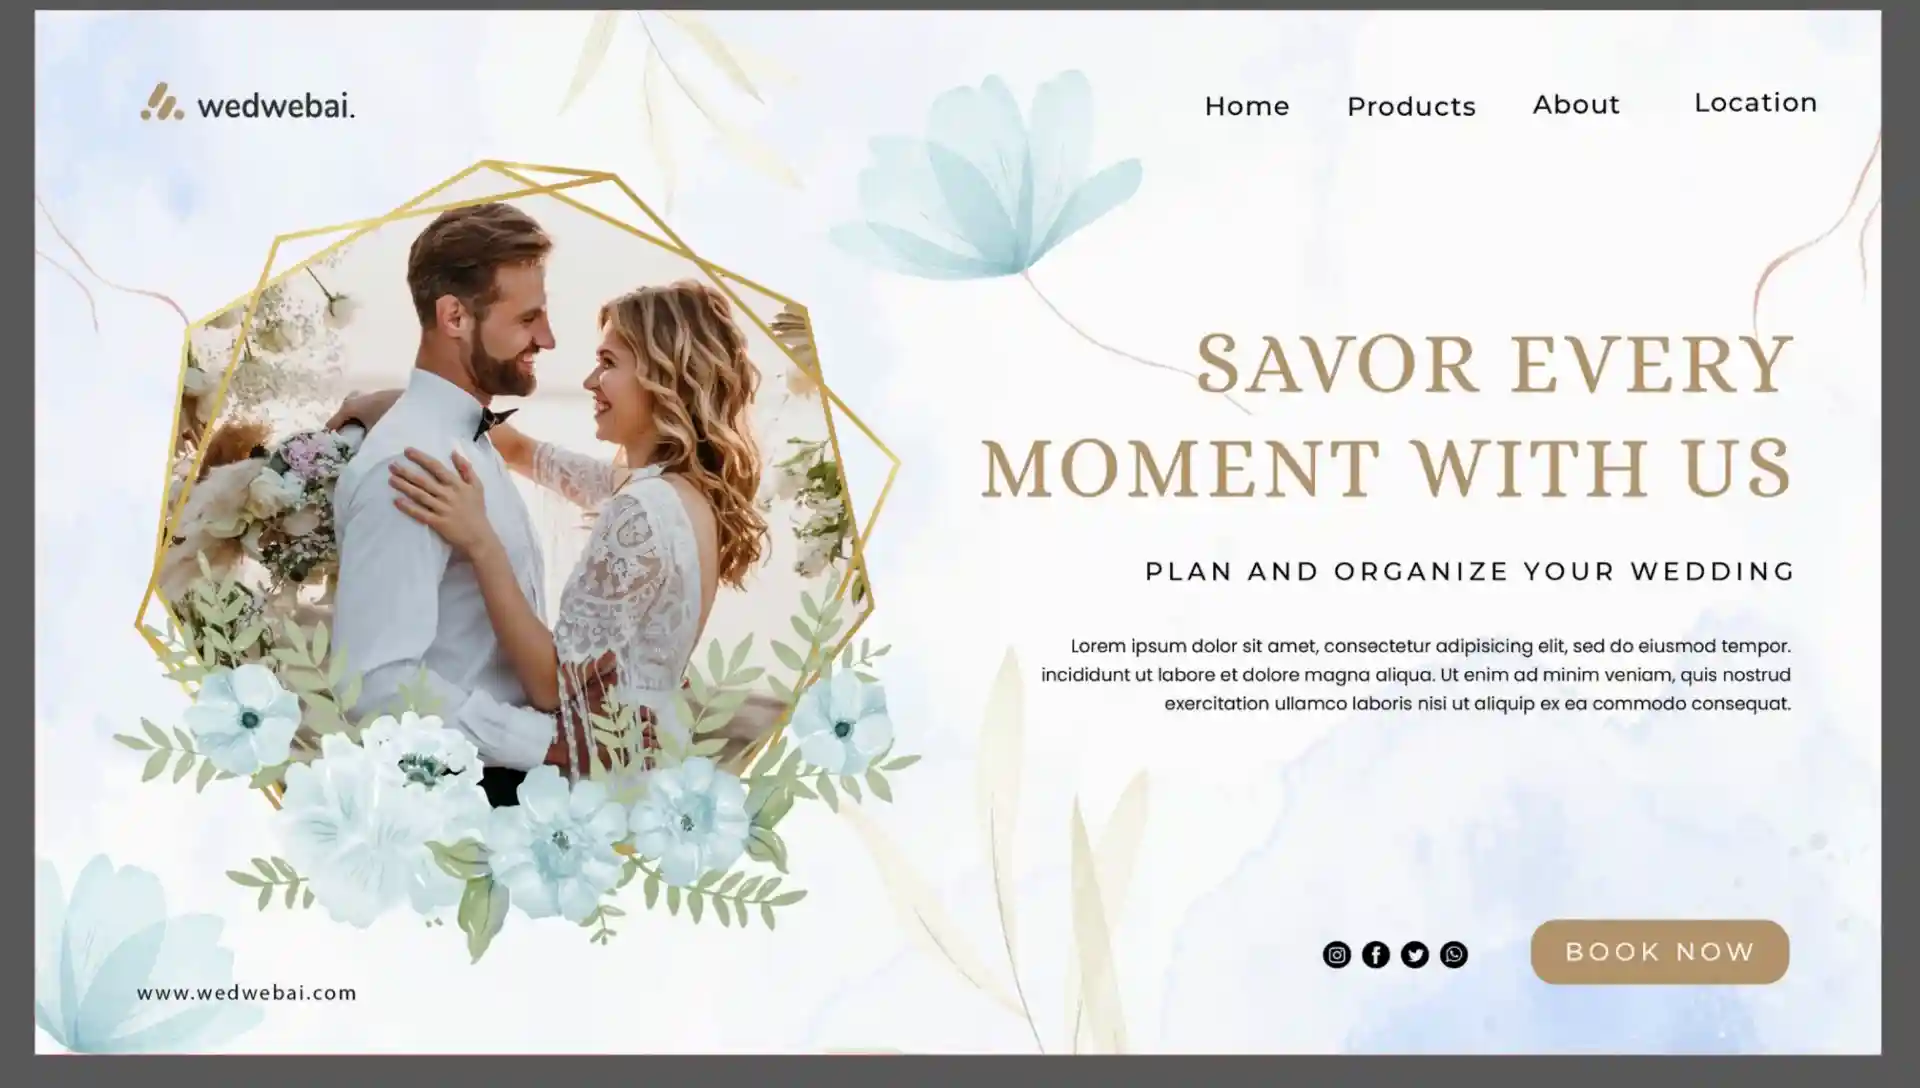 wedwebai.
Home Products About Location
SAVOR EVERY
MOMENT WITH US
PLAN AND ORGANIZE YOUR WEDDING
Lorem ipsum dolor sit amet, consectetur adipisicing elit, sed do eiusmod tempor.
incididunt ut labore et dolore magna aliqua. Ut enim ad minim veniam, quis nostrud
exercitation ullamco laboris nisi ut aliquip ex ea commodo consequat.
BOOK NOW
www.wedwebai.com